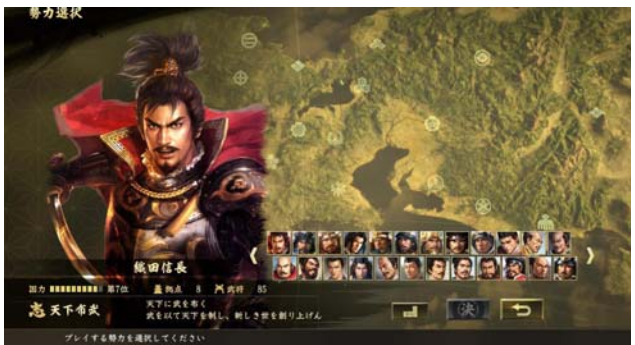 勢力選択
織田信長
国力 第7位 拠点 8 武将 85
志 天下布武
天下に武を布く
武を以て天下を制し、新しき世を創り上げん
決
プレイする勢力を選択してください